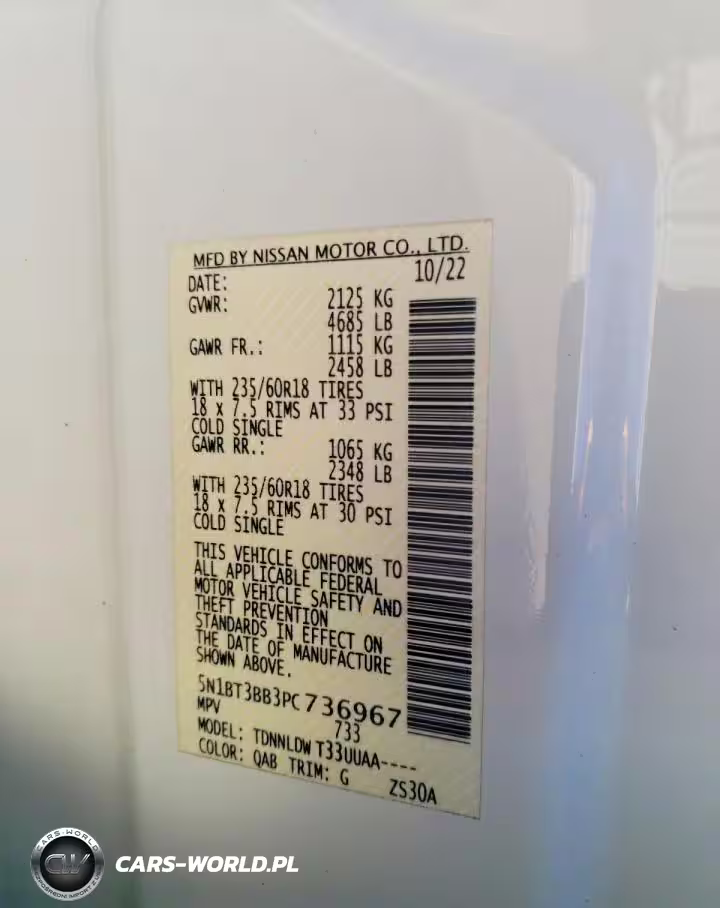 MFD BY NISSAN MOTOR CO., LTD.
DATE: 10/22
GVWR: 2125 KG
4685 LB
GAWR FR.: 1115 KG
2458 LB
WITH 235/60R18 TIRES
18 x 7.5 RIMS AT 33 PSI
COLD SINGLE
GAWR RR.: 1065 KG
2348 LB
WITH 235/60R18 TIRES
18 x 7.5 RIMS AT 30 PSI
COLD SINGLE
THIS VEHICLE CONFORMS TO
ALL APPLICABLE FEDERAL
MOTOR VEHICLE SAFETY AND
THEFT PREVENTION
STANDARDS IN EFFECT ON
THE DATE OF MANUFACTURE
SHOWN ABOVE.
5N1BT3BB3PC736967
MPV 733
MODEL: TDNNLDW T33UUAA----
COLOR: QAB TRIM: G ZS30A
CARS-WORLD
CW
CARS-WORLD.PL